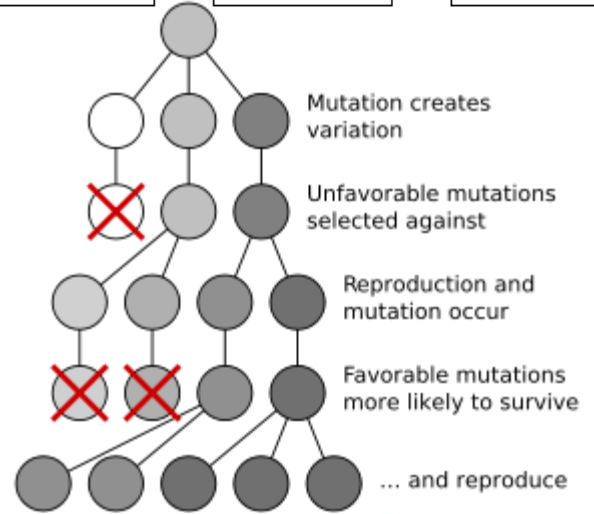 Mutation creates
variation
Unfavorable mutations
selected against
Reproduction and
mutation occur
Favorable mutations
more likely to survive
... and reproduce